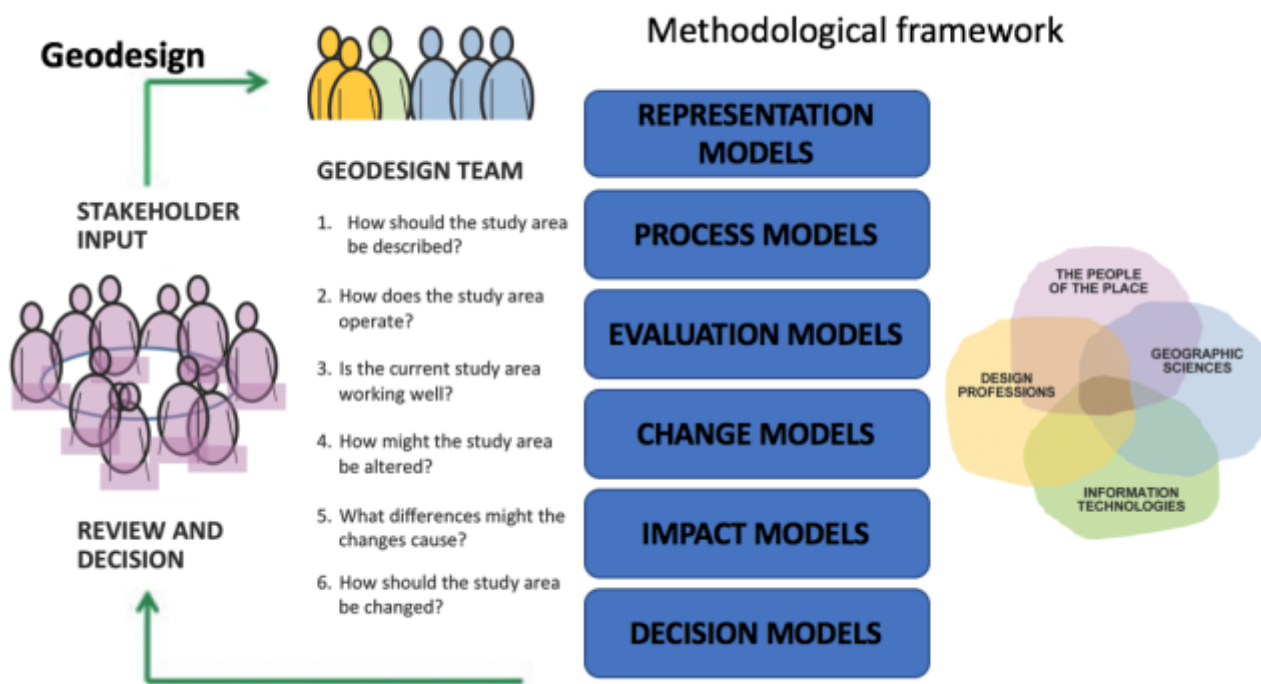 Geodesign
Methodological framework
STAKEHOLDER
INPUT
REVIEW AND
DECISION
GEODESIGN TEAM
1. How should the study area
be described?
2. How does the study area
operate?
3. Is the current study area
working well?
4. How might the study area
be altered?
5. What differences might the
changes cause?
6. How should the study area
be changed?
REPRESENTATION
MODELS
PROCESS MODELS
EVALUATION MODELS
CHANGE MODELS
IMPACT MODELS
DECISION MODELS
THE PEOPLE
OF THE PLACE
GEOGRAPHIC
SCIENCES
DESIGN
PROFESSIONS
INFORMATION
TECHNOLOGIES